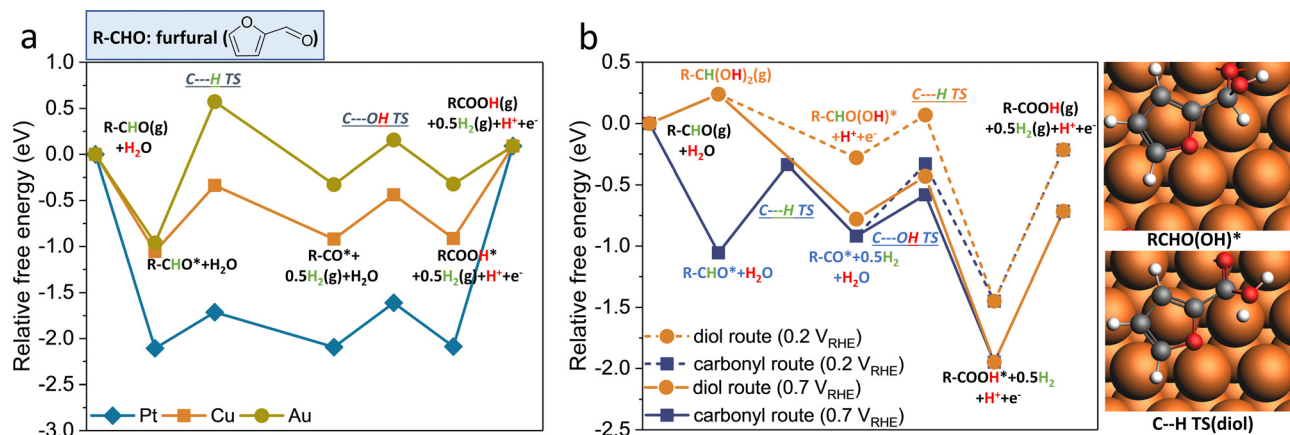 a
R-CHO: furfural (
O
O
)
Relative free energy (eV)
1.0
0.5
0.0
-0.5
-1.0
-1.5
-2.0
-2.5
-3.0
R-CHO(g)
+H2O
C---H TS
C---OH TS
RCOOH(g)
+0.5H2(g)+H++e-
R-CHO*+H2O
R-CO*+
0.5H2(g)+H2O
RCOOH*
+0.5H2(g)+H++e-
Pt
Cu
Au
b
Relative free energy (eV)
0.5
0.0
-0.5
-1.0
-1.5
-2.0
-2.5
R-CH(OH)2(g)
R-CHO(g)
+H2O
R-CHO(OH)*
+H++e-
C---H TS
R-COOH(g)
+0.5H2(g)+H++e-
C---H TS
C---OH TS
R-CHO*+H2O
R-CO*+0.5H2
+H2O
R-COOH*+0.5H2
+H++e-
diol route (0.2 VRHE)
carbonyl route (0.2 VRHE)
diol route (0.7 VRHE)
carbonyl route (0.7 VRHE)
RCHO(OH)*
C--H TS(diol)